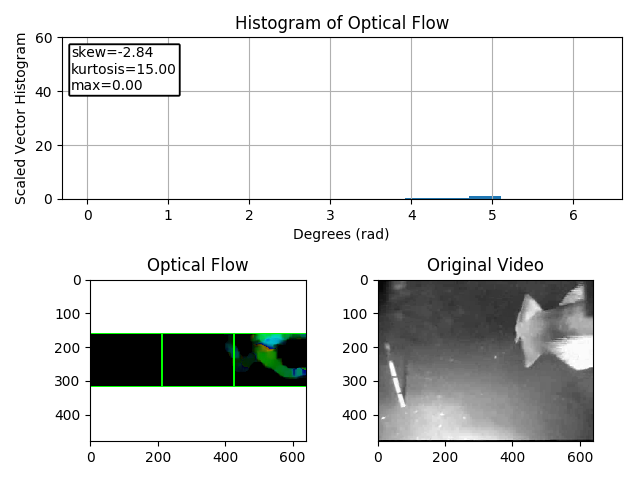 Histogram of Optical Flow
Scaled Vector Histogram
60
40
20
0
skew=-2.84
kurtosis=15.00
max=0.00
0 1 2 3 4 5 6
Degrees (rad)
Optical Flow
0
100
200
300
400
0 200 400 600
Original Video
0
100
200
300
400
0 200 400 600